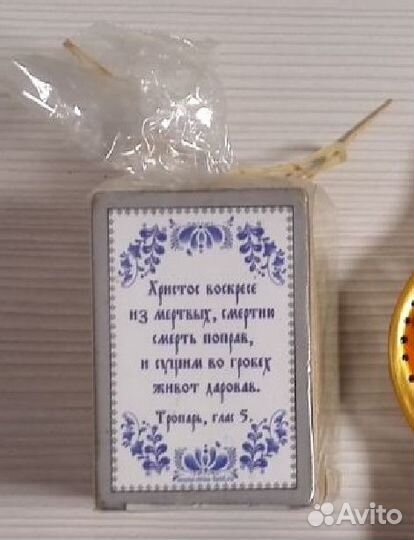 Христос воскресе
из мертвых, смертию
смерть поправ,
и сущим во гробех
живот даровав.
Тропарь, глас 5.
Avito